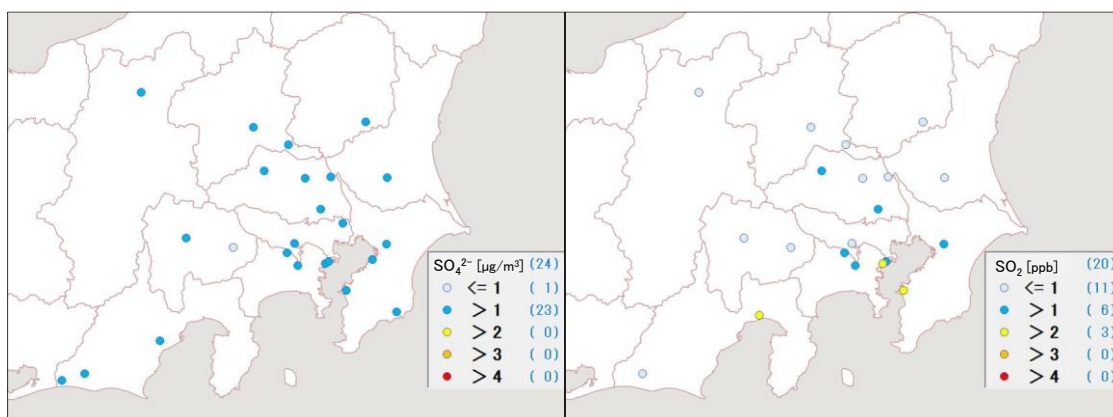 SO₄²⁻ [µg/m³] (24)
<= 1 ( 1)
> 1 (23)
> 2 ( 0)
> 3 ( 0)
> 4 ( 0)
SO₂ [ppb] (20)
<= 1 (11)
> 1 ( 6)
> 2 ( 3)
> 3 ( 0)
> 4 ( 0)